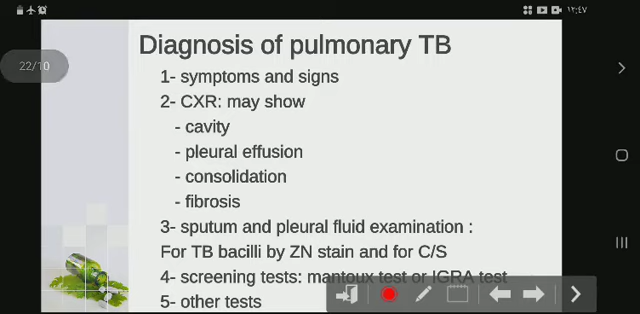 ١٢:٤٧
Diagnosis of pulmonary TB
22/10
1- symptoms and signs
2- CXR: may show
- cavity
- pleural effusion
- consolidation
- fibrosis
3- sputum and pleural fluid examination :
For TB bacilli by ZN stain and for C/S
4- screening tests: mantoux test or IGRA test
5- other tests